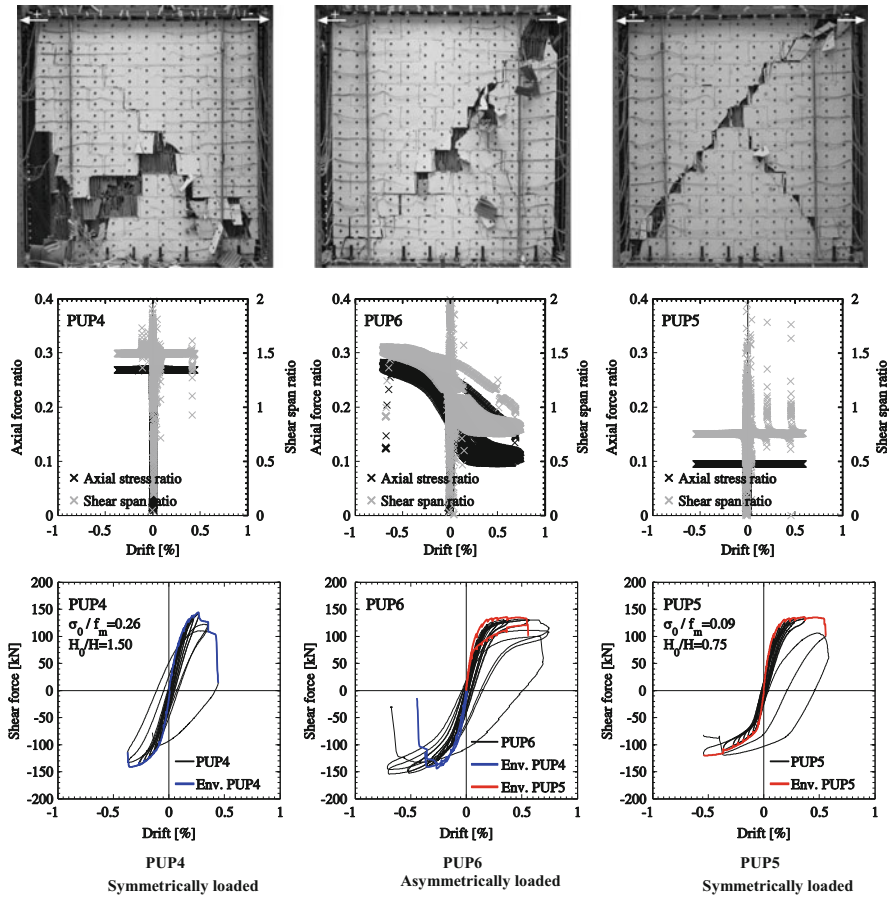 - +
- +
- +
0.4
0.3
0.2
0.1
0
Axial force ratio
PUP4
× Axial stress ratio
× Shear span ratio
2
1.5
1
0.5
0
Shear span ratio
-1 -0.5 0 0.5 1
Drift [%]
0.4
0.3
0.2
0.1
0
Axial force ratio
PUP6
× Axial stress ratio
× Shear span ratio
2
1.5
1
0.5
0
Shear span ratio
-1 -0.5 0 0.5 1
Drift [%]
0.4
0.3
0.2
0.1
0
Axial force ratio
PUP5
× Axial stress ratio
× Shear span ratio
2
1.5
1
0.5
0
Shear span ratio
-1 -0.5 0 0.5 1
Drift [%]
200
150
100
50
0
-50
-100
-150
-200
Shear force [kN]
PUP4
σ0 / fm=0.26
H0/H=1.50
PUP4
Env. PUP4
-1 -0.5 0 0.5 1
Drift [%]
200
150
100
50
0
-50
-100
-150
-200
Shear force [kN]
PUP6
PUP6
Env. PUP4
Env. PUP5
-1 -0.5 0 0.5 1
Drift [%]
200
150
100
50
0
-50
-100
-150
-200
Shear force [kN]
PUP5
σ0 / fm=0.09
H0/H=0.75
PUP5
Env. PUP5
-1 -0.5 0 0.5 1
Drift [%]
PUP4
Symmetrically loaded
PUP6
Asymmetrically loaded
PUP5
Symmetrically loaded